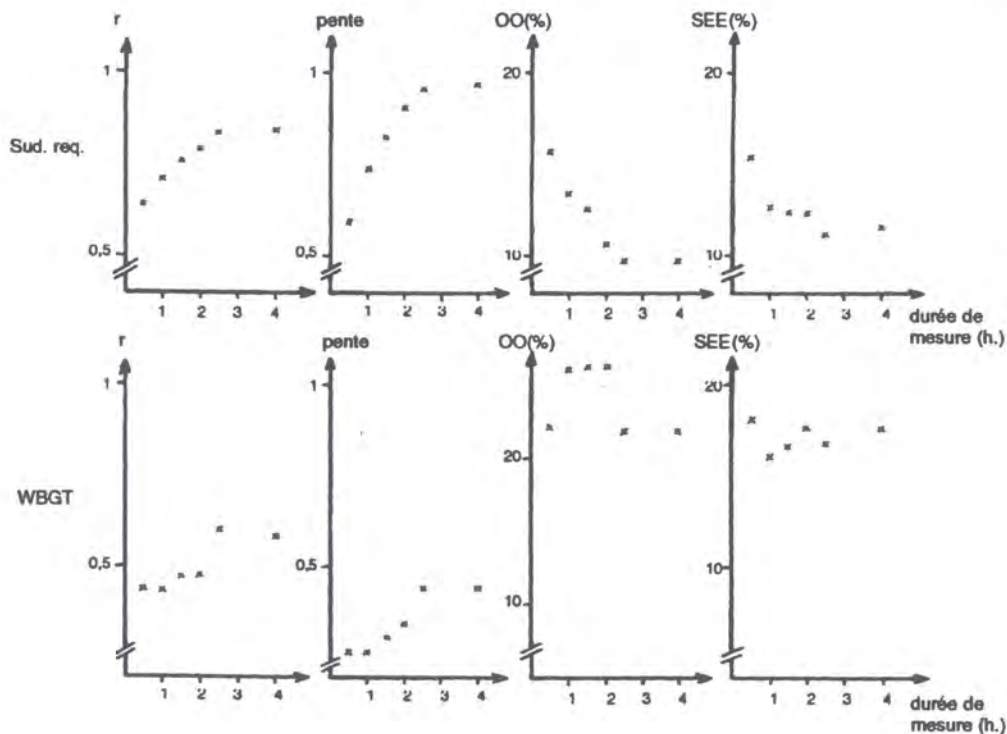 r pente OO(%) SEE(%)
1 1 20 20
Sud. req.
0,5 0,5 10 10
1 2 3 4 1 2 3 4 1 2 3 4 1 2 3 4 durée de
mesure (h.)
r pente OO(%) SEE(%)
1 1 20
20
WBGT
0,5 0,5 10
10
1 2 3 4 1 2 3 4 1 2 3 4 1 2 3 4 durée de
mesure (h.)